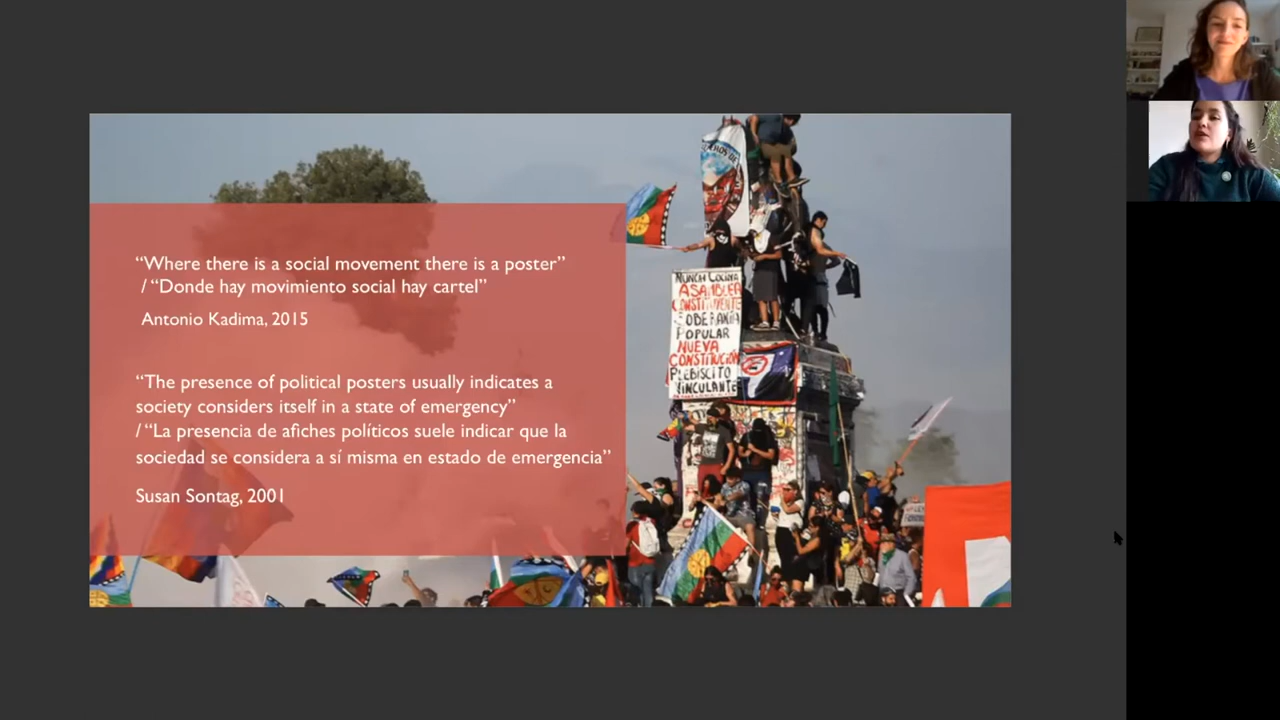 “Where there is a social movement there is a poster”
/ “Donde hay movimiento social hay cartel”
Antonio Kadima, 2015
“The presence of political posters usually indicates a
society considers itself in a state of emergency”
/ “La presencia de afiches políticos suele indicar que la
sociedad se considera a sí misma en estado de emergencia”
Susan Sontag, 2001
ASAMBLEA
CONSTITUYENTE
SOBERANÍA
POPULAR
NUEVA
CONSTITUCIÓN
PLEBISCITO
VINCULANTE